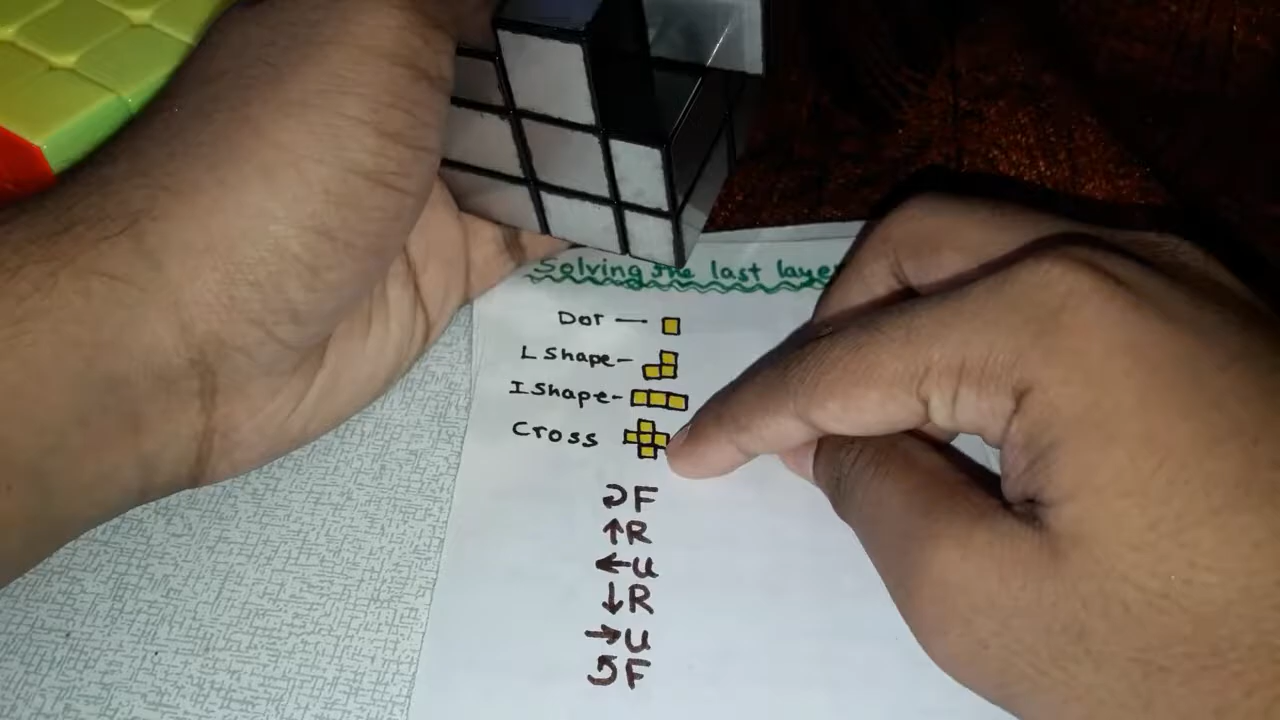 Solving the last layer
Dot —
L Shape-
I Shape-
Cross
F
↑R
←u
↓R
→u
F